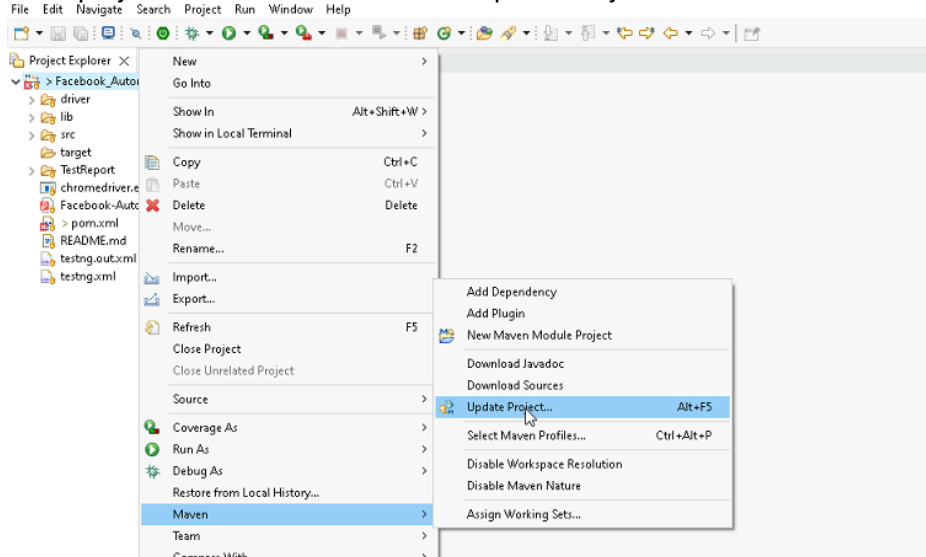 File Edit Navigate Search Project Run Window Help
Project Explorer
> Facebook_Autor
driver
lib
src
target
TestReport
chromedriver.e
Facebook-Auto
> pom.xml
README.md
testng.out.xml
testng.xml
New
Go Into
Show In Alt+Shift+W >
Show in Local Terminal
Copy Ctrl+C
Paste Ctrl+V
Delete Delete
Move...
Rename... F2
Import...
Export...
Refresh F5
Close Project
Close Unrelated Project
Source
Coverage As
Run As
Debug As
Restore from Local History...
Maven
Team
Compare With
Add Dependency
Add Plugin
New Maven Module Project
Download Javadoc
Download Sources
Update Project... Alt+F5
Select Maven Profiles... Ctrl+Alt+P
Disable Workspace Resolution
Disable Maven Nature
Assign Working Sets...